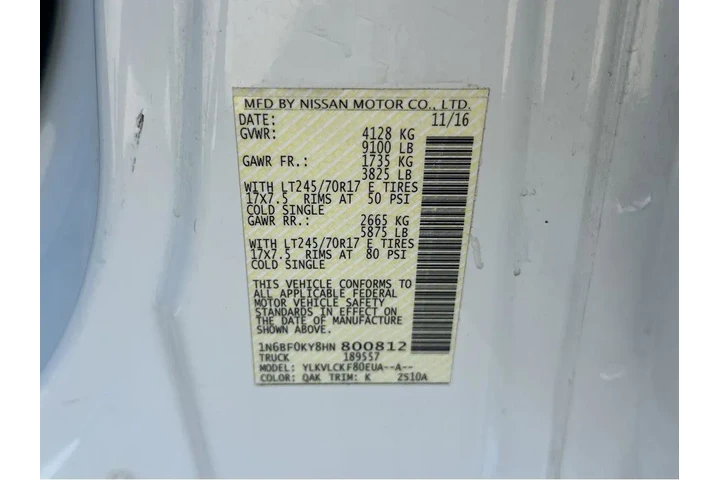 MFD BY NISSAN MOTOR CO., LTD.
DATE: 11/16
GVWR: 4128 KG
9100 LB
GAWR FR.: 1735 KG
3825 LB
WITH LT245/70R17 E TIRES
17X7.5 RIMS AT 50 PSI
COLD SINGLE
GAWR RR.: 2665 KG
5875 LB
WITH LT245/70R17 E TIRES
17X7.5 RIMS AT 80 PSI
COLD SINGLE
THIS VEHICLE CONFORMS TO
ALL APPLICABLE FEDERAL
MOTOR VEHICLE SAFETY
STANDARDS IN EFFECT ON
THE DATE OF MANUFACTURE
SHOWN ABOVE.
1N6BF0KY8HN 800812
TRUCK 189557
MODEL: YLKVLCKF80EUA--A--
COLOR: QAK TRIM: K 2510A